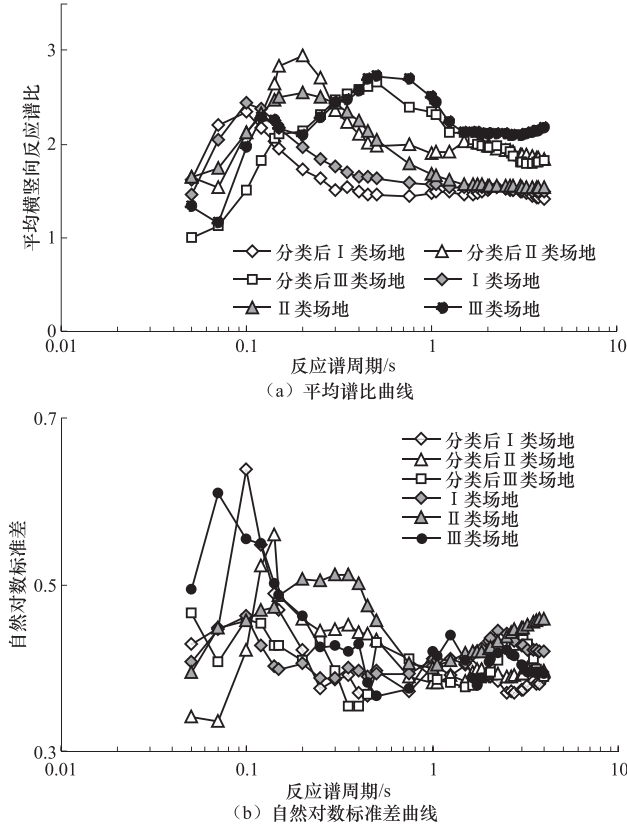 平均横竖向反应谱比
3
2
1
0
分类后Ⅰ类场地
分类后Ⅱ类场地
分类后Ⅲ类场地
Ⅰ类场地
Ⅱ类场地
Ⅲ类场地
0.01
0.1
1
10
反应谱周期/s
（a）平均谱比曲线
自然对数标准差
0.7
0.5
0.3
分类后Ⅰ类场地
分类后Ⅱ类场地
分类后Ⅲ类场地
Ⅰ类场地
Ⅱ类场地
Ⅲ类场地
0.01
0.1
1
10
反应谱周期/s
（b）自然对数标准差曲线